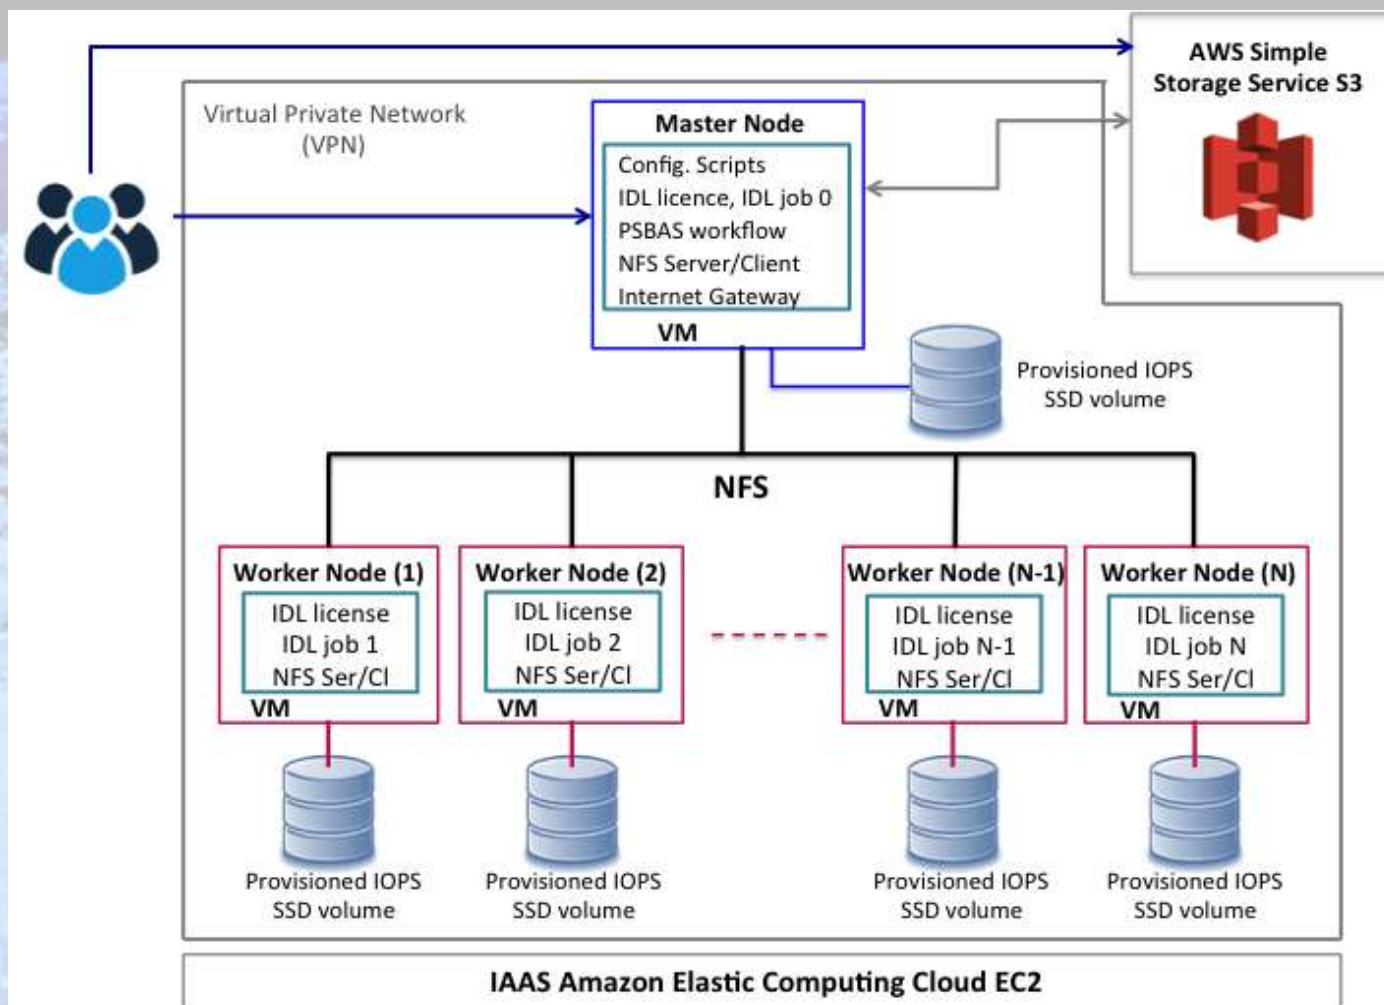 AWS Simple
Storage Service S3
Virtual Private Network
(VPN)
Master Node
Config. Scripts
IDL licence, IDL job 0
PSBAS workflow
NFS Server/Client
Internet Gateway
VM
Provisioned IOPS
SSD volume
NFS
Worker Node (1)
IDL license
IDL job 1
NFS Ser/Cl
VM
Provisioned IOPS
SSD volume
Worker Node (2)
IDL license
IDL job 2
NFS Ser/Cl
VM
Provisioned IOPS
SSD volume
Worker Node (N-1)
IDL license
IDL job N-1
NFS Ser/Cl
VM
Provisioned IOPS
SSD volume
Worker Node (N)
IDL license
IDL job N
NFS Ser/Cl
VM
Provisioned IOPS
SSD volume
IAAS Amazon Elastic Computing Cloud EC2